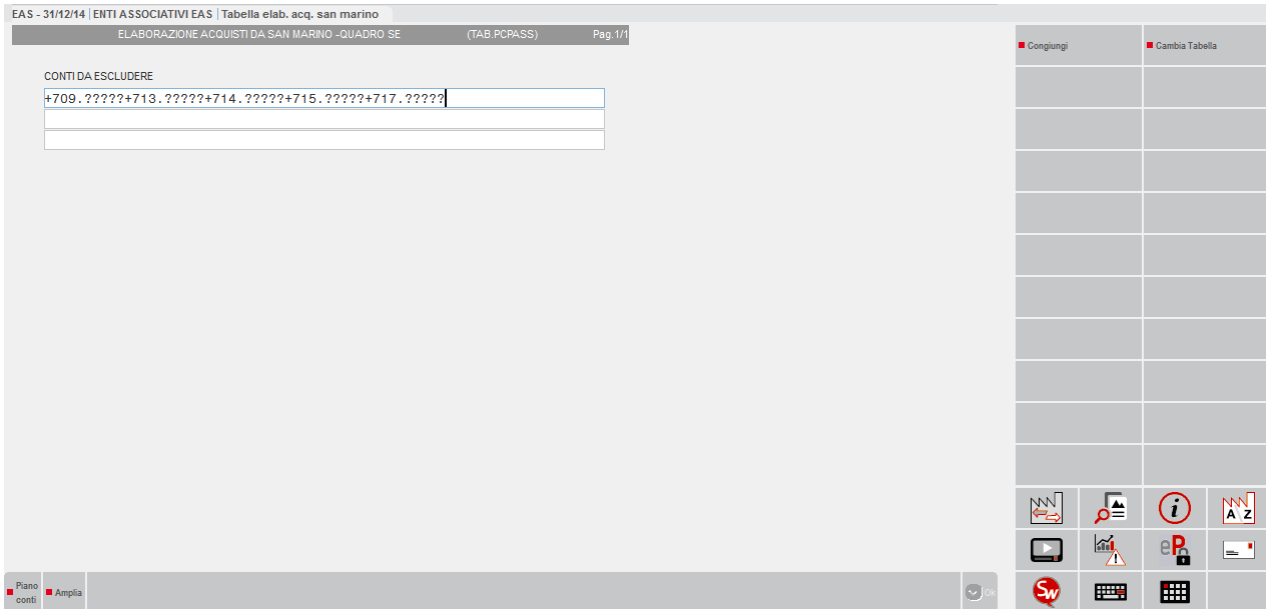 EAS - 31/12/14 | ENTI ASSOCIATIVI EAS | Tabella elab. acq. san marino
ELABORAZIONE ACQUISTI DA SAN MARINO -QUADRO SE (TAB.PCPASS) Pag.1/1
Congiungi
Cambia Tabella
CONTI DA ESCLUDERE
+709.?????+713.?????+714.?????+715.?????+717.?????
i
A Z
eP
Piano
conti
Amplia
Ok
SW